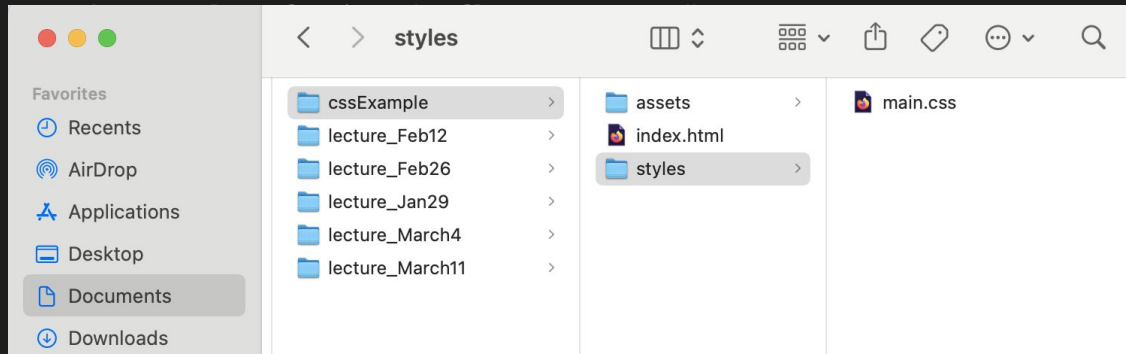 styles
Favorites
Recents
AirDrop
Applications
Desktop
Documents
Downloads
cssExample
lecture_Feb12
lecture_Feb26
lecture_Jan29
lecture_March4
lecture_March11
assets
index.html
styles
main.css